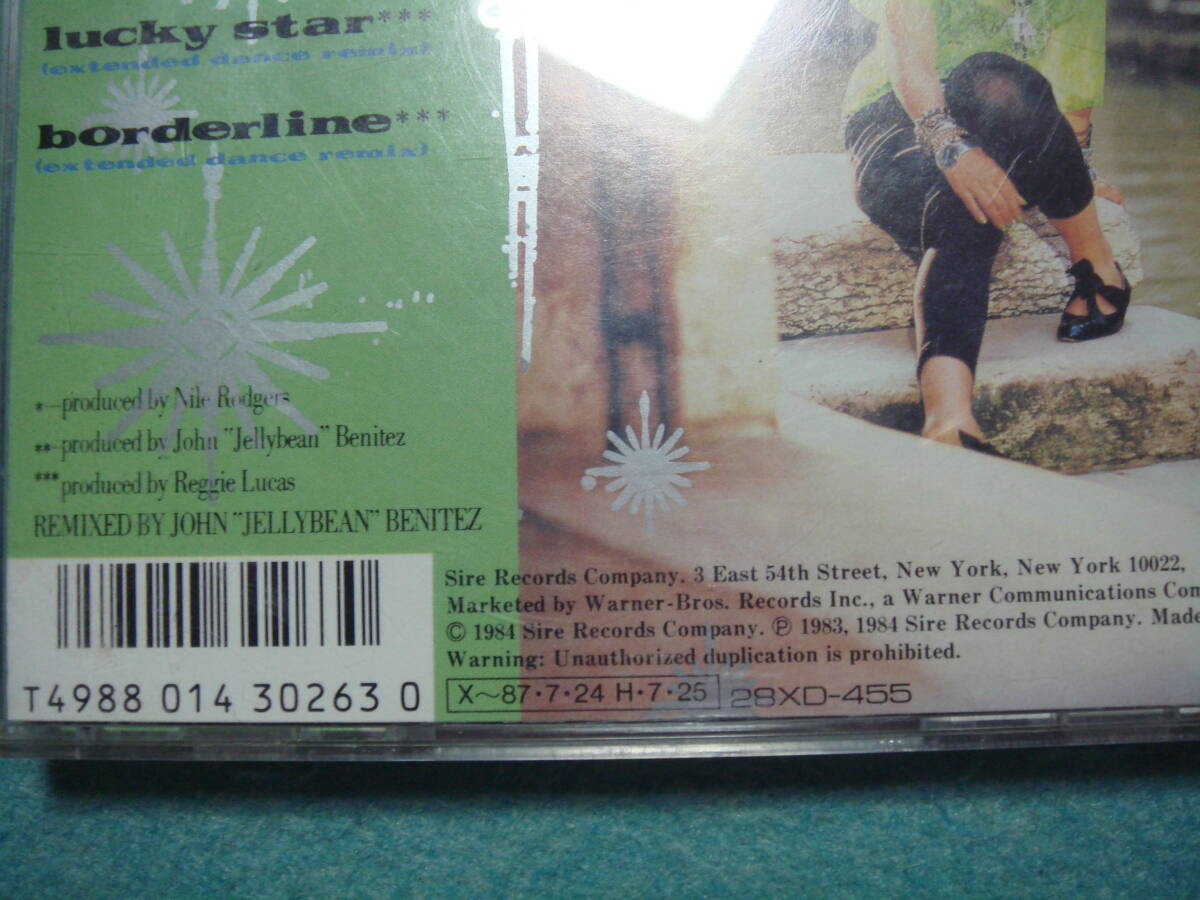 lucky star***
(extended dance remix)
borderline***
(extended dance remix)
*—produced by Nile Rodgers
**—produced by John "Jellybean" Benitez
***produced by Reggie Lucas
REMIXED BY JOHN "JELLYBEAN" BENITEZ
T4988 014 30263 0
Sire Records Company. 3 East 54th Street, New York, New York 10022,
Marketed by Warner-Bros. Records Inc., a Warner Communications Com
© 1984 Sire Records Company. ℗ 1983, 1984 Sire Records Company. Made
Warning: Unauthorized duplication is prohibited.
X～87・7・24 H・7・25 28XD-455